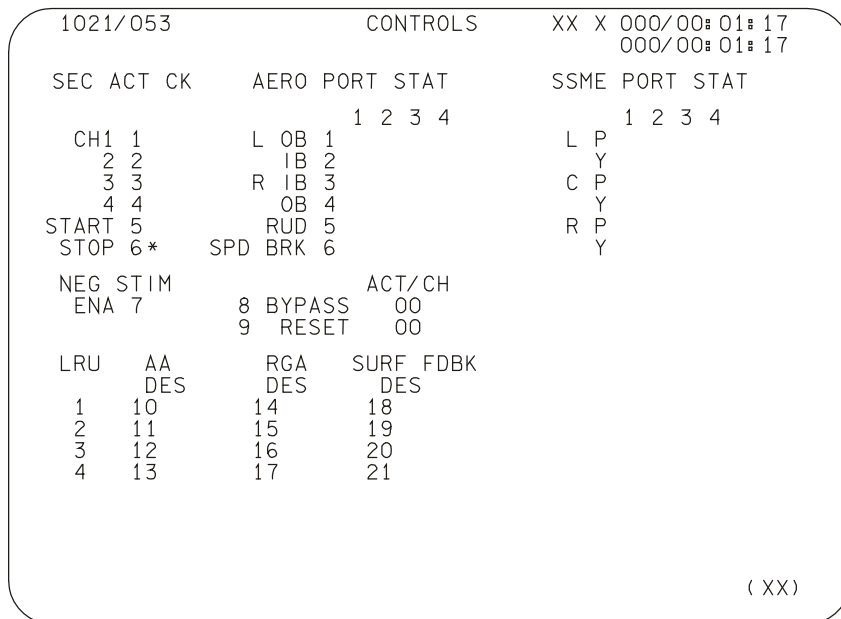 1021/053 CONTROLS XX X 000/00:01:17
000/00:01:17
SEC ACT CK AERO PORT STAT SSME PORT STAT
1 2 3 4 1 2 3 4
CH1 1 L OB 1 L P
2 2 IB 2 Y
3 3 R IB 3 C P
4 4 OB 4 Y
START 5 RUD 5 R P
STOP 6* SPD BRK 6 Y
NEG STIM ACT/CH
ENA 7 8 BYPASS 00
9 RESET 00
LRU AA RGA SURF FDBK
DES DES DES
1 10 14 18
2 11 15 19
3 12 16 20
4 13 17 21
(XX)